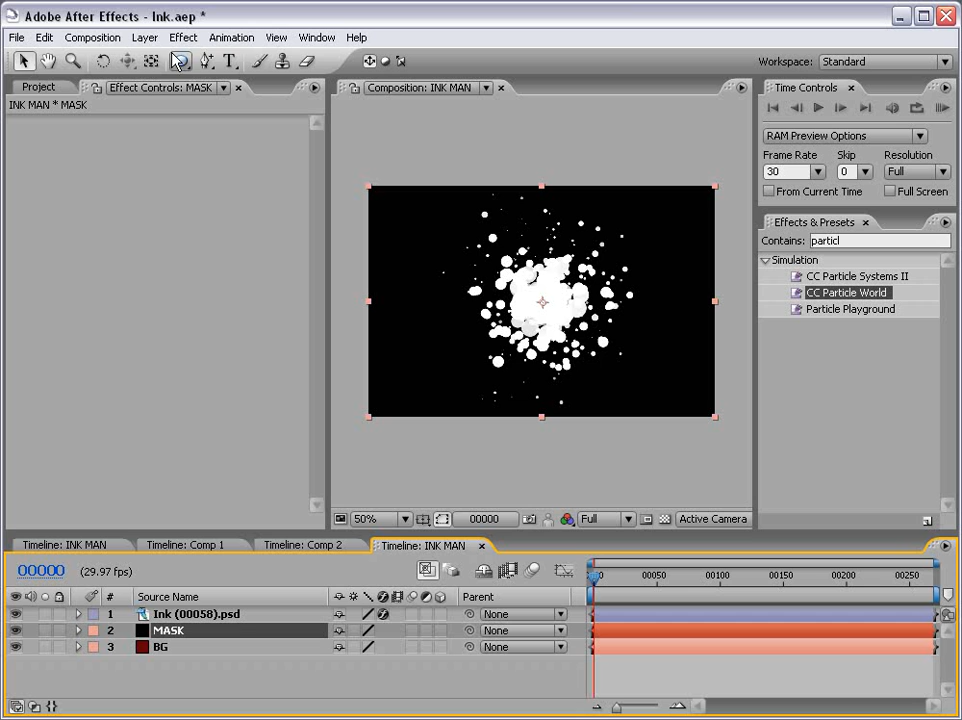 Adobe After Effects - Ink.aep *
File Edit Composition Layer Effect Animation View Window Help
T
Workspace: Standard
Project Effect Controls: MASK
INK MAN * MASK
Composition: INK MAN
50% 00000 Full Active Camera
Time Controls
RAM Preview Options
Frame Rate Skip Resolution
30 0 Full
From Current Time Full Screen
Effects & Presets
Contains: particl
Simulation
CC Particle Systems II
CC Particle World
Particle Playground
Timeline: INK MAN Timeline: Comp 1 Timeline: Comp 2 Timeline: INK MAN
00000 (29.97 fps)
00050 00100 00150 00200 00250
# Source Name Parent
1 Ink (00058).psd None
2 MASK None
3 BG None